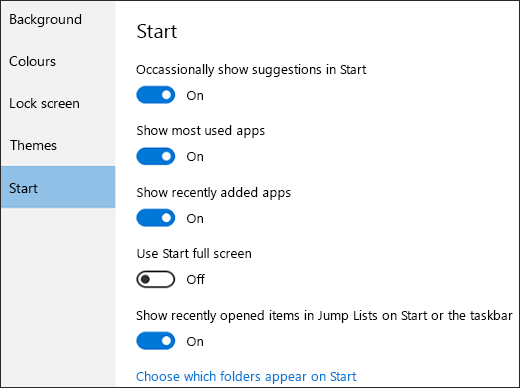 Background
Colours
Lock screen
Themes
Start
Start
Occassionally show suggestions in Start
On
Show most used apps
On
Show recently added apps
On
Use Start full screen
Off
Show recently opened items in Jump Lists on Start or the taskbar
On
Choose which folders appear on Start